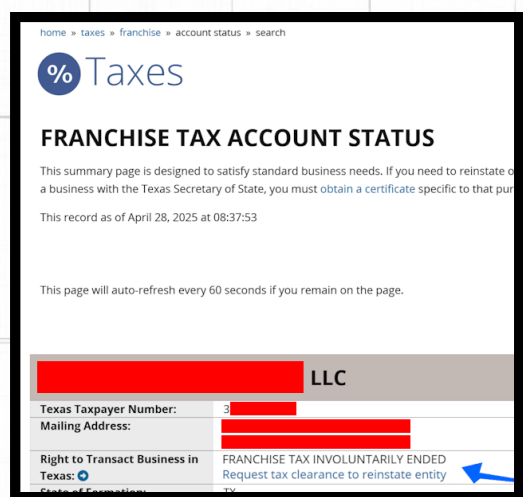 home » taxes » franchise » account status » search
% Taxes
FRANCHISE TAX ACCOUNT STATUS
This summary page is designed to satisfy standard business needs. If you need to reinstate o
a business with the Texas Secretary of State, you must obtain a certificate specific to that pur
This record as of April 28, 2025 at 08:37:53
This page will auto-refresh every 60 seconds if you remain on the page.
LLC
Texas Taxpayer Number: 3
Mailing Address:
Right to Transact Business in Texas: FRANCHISE TAX INVOLUNTARILY ENDED
Request tax clearance to reinstate entity
State of Formation: TX